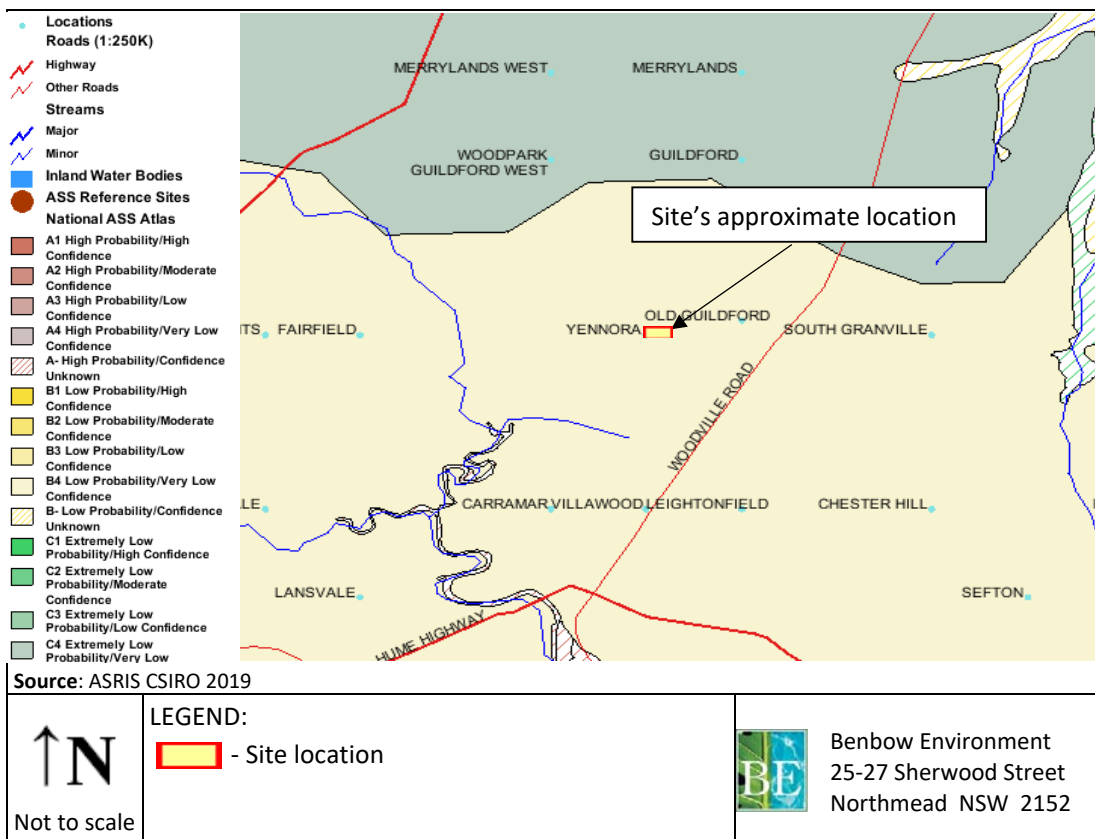 Locations
Roads (1:250K)
Highway
Other Roads
Streams
Major
Minor
Inland Water Bodies
ASS Reference Sites
National ASS Atlas
A1 High Probability/High
Confidence
A2 High Probability/Moderate
Confidence
A3 High Probability/Low
Confidence
A4 High Probability/Very Low
Confidence
A- High Probability/Confidence
Unknown
B1 Low Probability/High
Confidence
B2 Low Probability/Moderate
Confidence
B3 Low Probability/Low
Confidence
B4 Low Probability/Very Low
Confidence
B- Low Probability/Confidence
Unknown
C1 Extremely Low
Probability/High Confidence
C2 Extremely Low
Probability/Moderate
Confidence
C3 Extremely Low
Probability/Low Confidence
C4 Extremely Low
Probability/Very Low
MERRYLANDS WEST
MERRYLANDS
WOODPARK
GUILDFORD WEST
GUILDFORD
Site's approximate location
OLD GUILDFORD
ITS
FAIRFIELD
YENNORA
SOUTH GRANVILLE
WOODVILLE ROAD
LE
CARRAMAR
VILLAWOOD
LEIGHTONFIELD
CHESTER HILL
LANSVALE
SEFTON
HUME HIGHWAY
Source: ASRIS CSIRO 2019
N
Not to scale
LEGEND:
- Site location
BE
Benbow Environment
25-27 Sherwood Street
Northmead NSW 2152